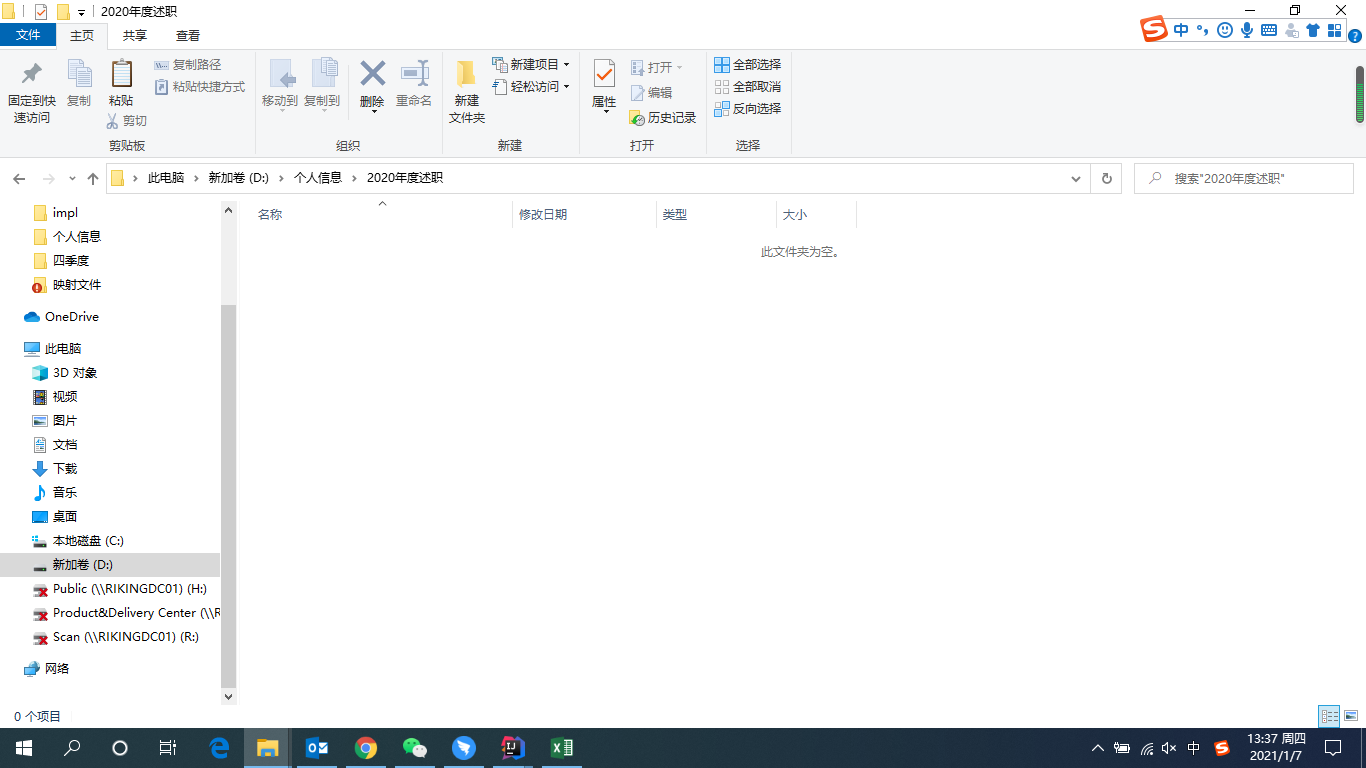 2020年度述职
文件 主页 共享 查看
中
固定到快
速访问
复制
粘贴
复制路径
粘贴快捷方式
剪切
剪贴板
移动到
复制到
删除
重命名
组织
新建
文件夹
新建项目
轻松访问
新建
属性
打开
编辑
历史记录
打开
全部选择
全部取消
反向选择
选择
此电脑 新加卷 (D:) 个人信息 2020年度述职
搜索"2020年度述职"
名称 修改日期 类型 大小
此文件夹为空。
impl
个人信息
四季度
映射文件
OneDrive
此电脑
3D 对象
视频
图片
文档
下载
音乐
桌面
本地磁盘 (C:)
新加卷 (D:)
Public (\\RIKINGDC01) (H:)
Product&Delivery Center (\\R
Scan (\\RIKINGDC01) (R:)
网络
0 个项目
中
13:37 周四
2021/1/7